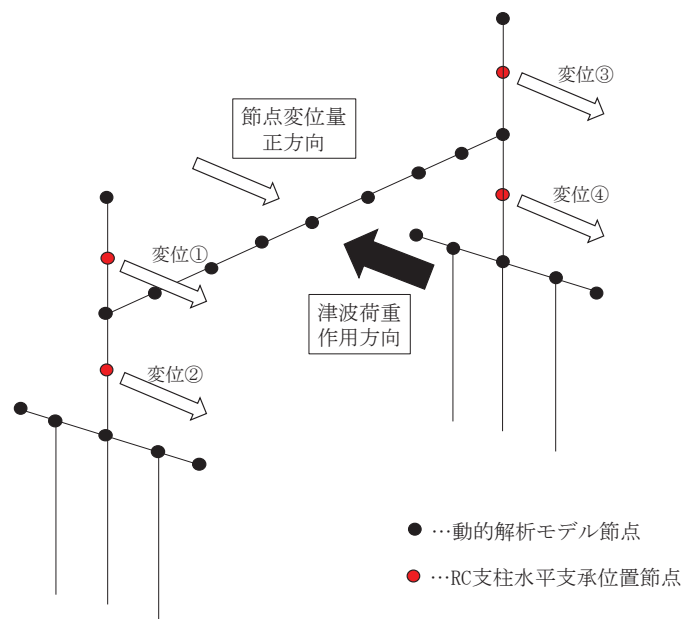 変位③
節点変位量
正方向
変位④
変位①
津波荷重
作用方向
変位②
●…動的解析モデル節点
●…RC支柱水平支承位置節点